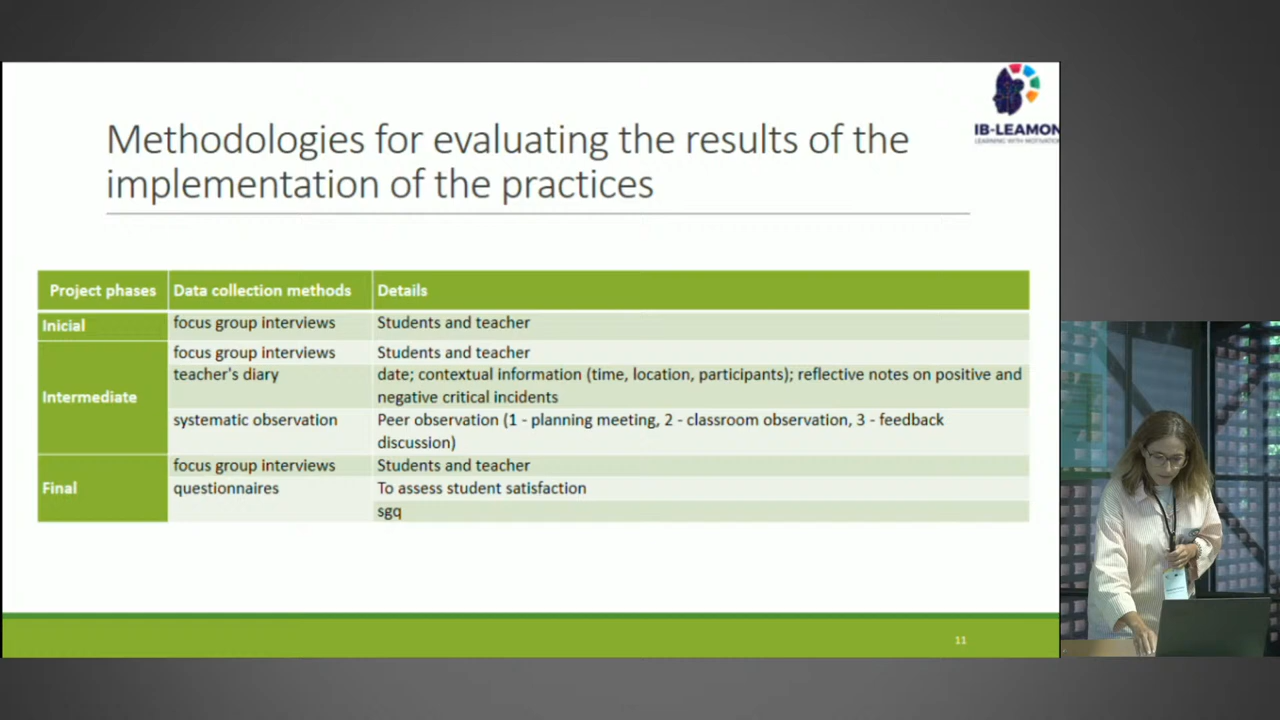 IB-LEAMON
LEARNING WITH MOTIVATION
Methodologies for evaluating the results of the
implementation of the practices
Project phases Data collection methods Details
Inicial focus group interviews Students and teacher
Intermediate focus group interviews Students and teacher
teacher's diary date; contextual information (time, location, participants); reflective notes on positive and
negative critical incidents
systematic observation Peer observation (1 - planning meeting, 2 - classroom observation, 3 - feedback
discussion)
Final focus group interviews Students and teacher
questionnaires To assess student satisfaction
sgq
11